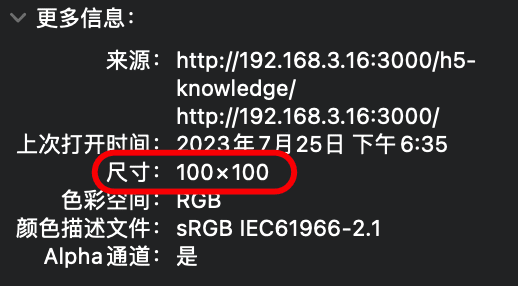 更多信息：
来源： http://192.168.3.16:3000/h5-
knowledge/
http://192.168.3.16:3000/
上次打开时间： 2023年7月25日 下午6:35
尺寸： 100×100
色彩空间： RGB
颜色描述文件： sRGB IEC61966-2.1
Alpha通道： 是